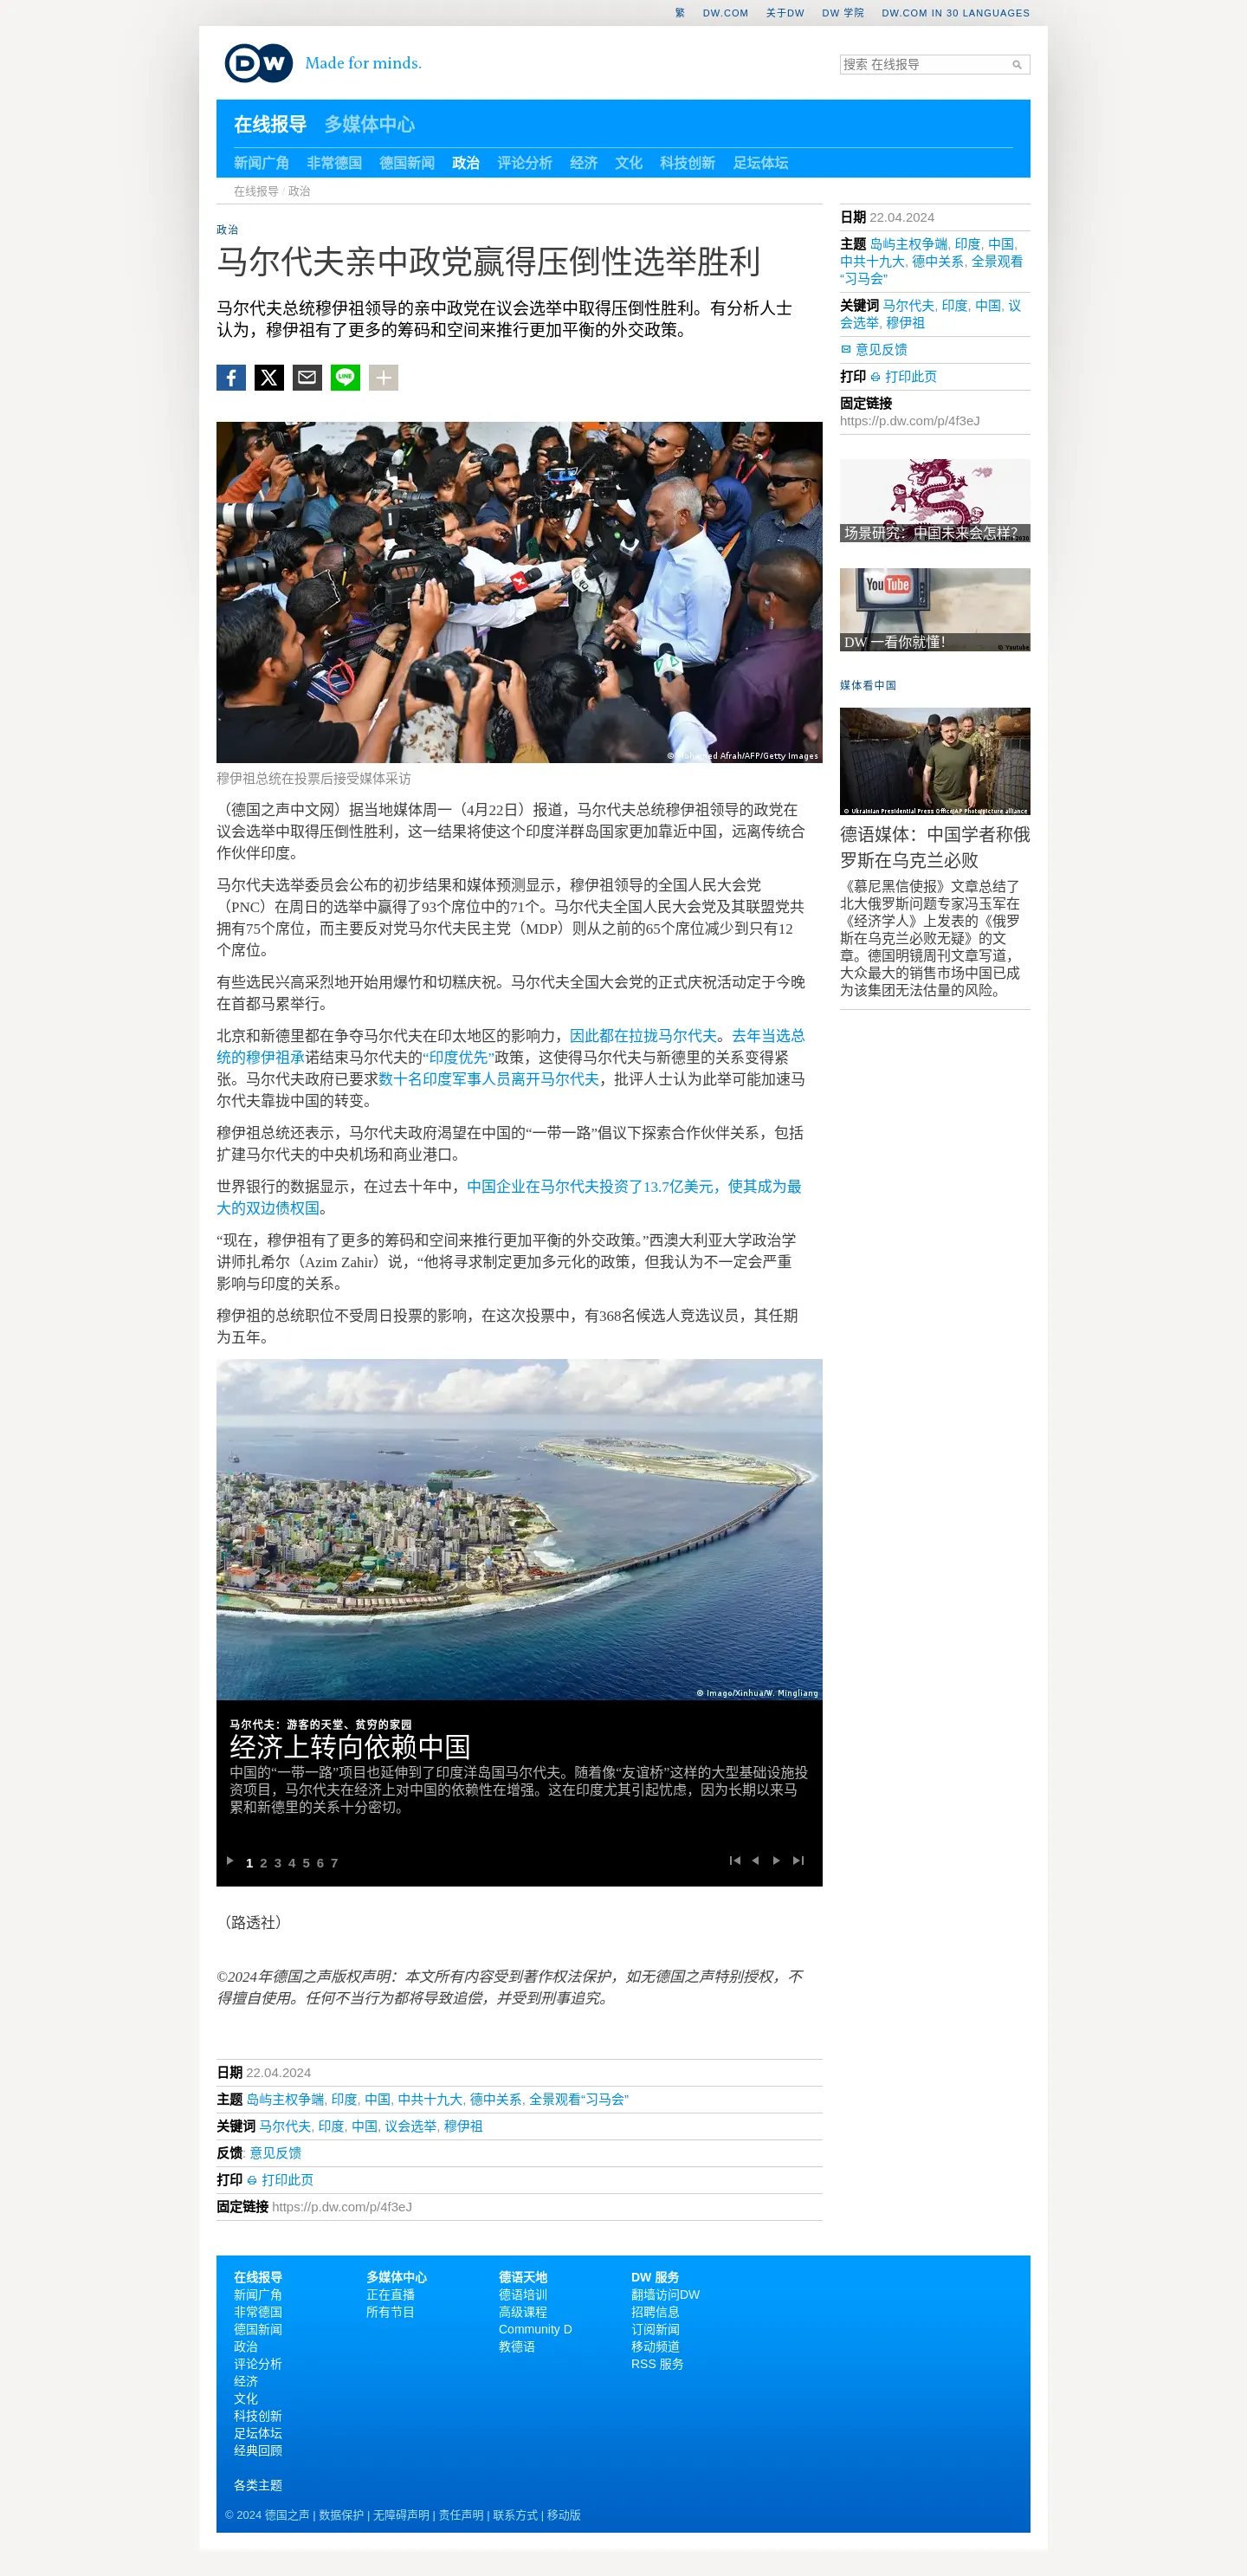 繁 DW.COM 关于DW DW 学院 DW.COM IN 30 LANGUAGES
DW Made for minds.
搜索 在线报导
在线报导 多媒体中心
新闻广角 非常德国 德国新闻 政治 评论分析 经济 文化 科技创新 足坛体坛
在线报导 / 政治
政治
马尔代夫亲中政党赢得压倒性选举胜利
马尔代夫总统穆伊祖领导的亲中政党在议会选举中取得压倒性胜利。有分析人士
认为，穆伊祖有了更多的筹码和空间来推行更加平衡的外交政策。
LINE
© Mohamed Afrah/AFP/Getty Images
穆伊祖总统在投票后接受媒体采访
（德国之声中文网）据当地媒体周一（4月22日）报道，马尔代夫总统穆伊祖领导的政党在
议会选举中取得压倒性胜利，这一结果将使这个印度洋群岛国家更加靠近中国，远离传统合
作伙伴印度。
马尔代夫选举委员会公布的初步结果和媒体预测显示，穆伊祖领导的全国人民大会党
（PNC）在周日的选举中赢得了93个席位中的71个。马尔代夫全国人民大会党及其联盟党共
拥有75个席位，而主要反对党马尔代夫民主党（MDP）则从之前的65个席位减少到只有12
个席位。
有些选民兴高采烈地开始用爆竹和切糕庆祝。马尔代夫全国大会党的正式庆祝活动定于今晚
在首都马累举行。
北京和新德里都在争夺马尔代夫在印太地区的影响力，因此都在拉拢马尔代夫。去年当选总
统的穆伊祖承诺结束马尔代夫的“印度优先”政策，这使得马尔代夫与新德里的关系变得紧
张。马尔代夫政府已要求数十名印度军事人员离开马尔代夫，批评人士认为此举可能加速马
尔代夫靠拢中国的转变。
穆伊祖总统还表示，马尔代夫政府渴望在中国的“一带一路”倡议下探索合作伙伴关系，包括
扩建马尔代夫的中央机场和商业港口。
世界银行的数据显示，在过去十年中，中国企业在马尔代夫投资了13.7亿美元，使其成为最
大的双边债权国。
“现在，穆伊祖有了更多的筹码和空间来推行更加平衡的外交政策。”西澳大利亚大学政治学
讲师扎希尔（Azim Zahir）说，“他将寻求制定更加多元化的政策，但我认为不一定会严重
影响与印度的关系。
穆伊祖的总统职位不受周日投票的影响，在这次投票中，有368名候选人竞选议员，其任期
为五年。
© Imago/Xinhua/W. Mingliang
马尔代夫：游客的天堂、贫穷的家园
经济上转向依赖中国
中国的“一带一路”项目也延伸到了印度洋岛国马尔代夫。随着像“友谊桥”这样的大型基础设施投
资项目，马尔代夫在经济上对中国的依赖性在增强。这在印度尤其引起忧虑，因为长期以来马
累和新德里的关系十分密切。
1 2 3 4 5 6 7
（路透社）
©2024年德国之声版权声明：本文所有内容受到著作权法保护，如无德国之声特别授权，不
得擅自使用。任何不当行为都将导致追偿，并受到刑事追究。
日期 22.04.2024
主题 岛屿主权争端, 印度, 中国, 中共十九大, 德中关系, 全景观看“习马会”
关键词 马尔代夫, 印度, 中国, 议会选举, 穆伊祖
反馈: 意见反馈
打印 打印此页
固定链接 https://p.dw.com/p/4f3eJ
日期 22.04.2024
主题 岛屿主权争端, 印度, 中国,
中共十九大, 德中关系, 全景观看
“习马会”
关键词 马尔代夫, 印度, 中国, 议
会选举, 穆伊祖
意见反馈
打印 打印此页
固定链接
https://p.dw.com/p/4f3eJ
场景研究：中国未来会怎样？
YouTube
DW 一看你就懂！
© Youtube
媒体看中国
© Ukrainian Presidential Press Office/AP Photo/picture alliance
德语媒体：中国学者称俄
罗斯在乌克兰必败
《慕尼黑信使报》文章总结了
北大俄罗斯问题专家冯玉军在
《经济学人》上发表的《俄罗
斯在乌克兰必败无疑》的文
章。德国明镜周刊文章写道，
大众最大的销售市场中国已成
为该集团无法估量的风险。
在线报导
新闻广角
非常德国
德国新闻
政治
评论分析
经济
文化
科技创新
足坛体坛
经典回顾
各类主题
多媒体中心
正在直播
所有节目
德语天地
德语培训
高级课程
Community D
教德语
DW 服务
翻墙访问DW
招聘信息
订阅新闻
移动频道
RSS 服务
© 2024 德国之声 | 数据保护 | 无障碍声明 | 责任声明 | 联系方式 | 移动版